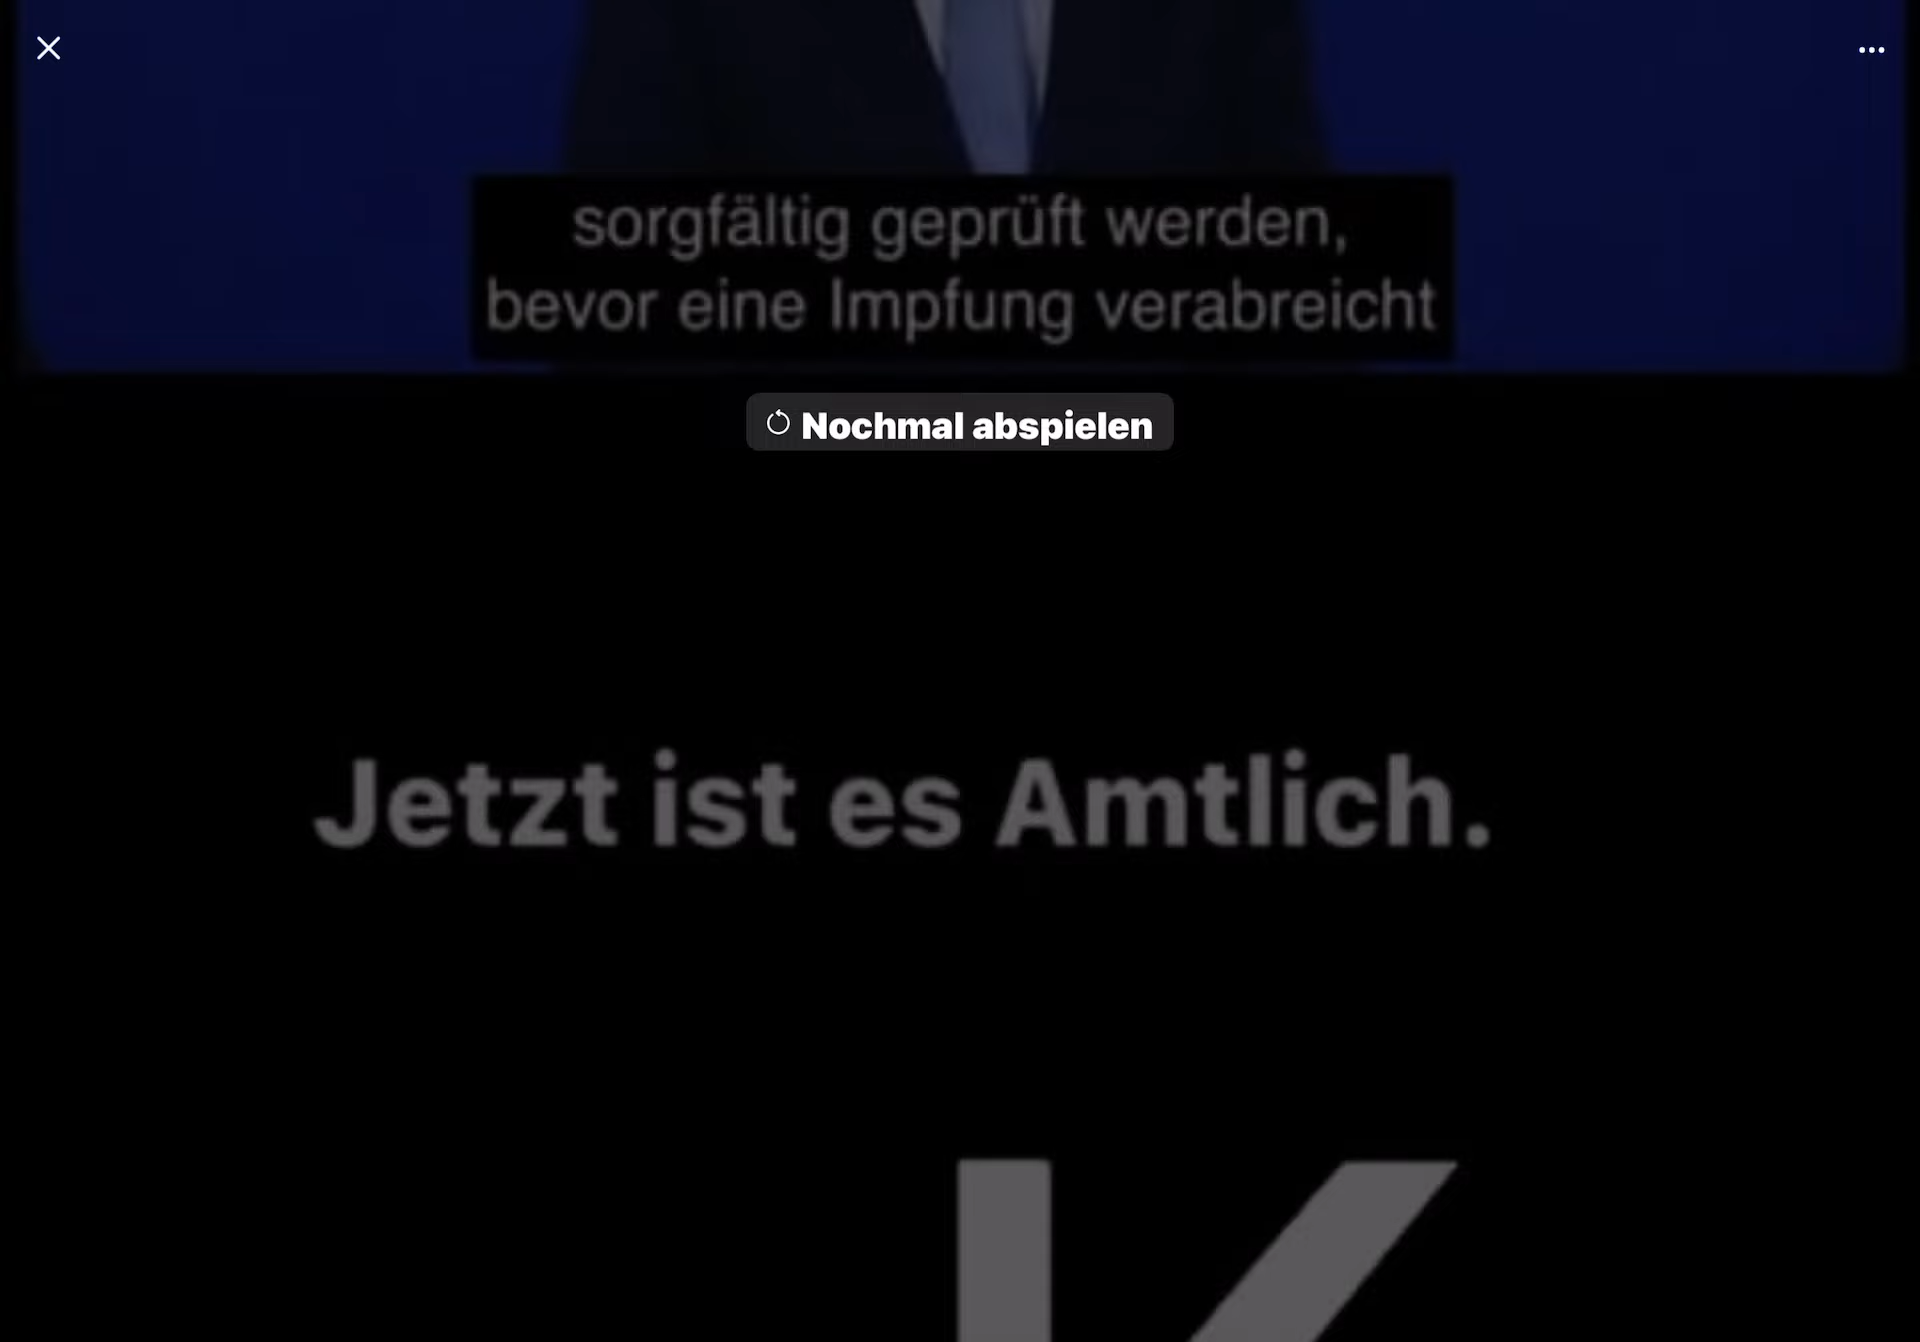 sorgfältig geprüft werden,
bevor eine Impfung verabreicht
Nochmal abspielen
Jetzt ist es Amtlich.
K